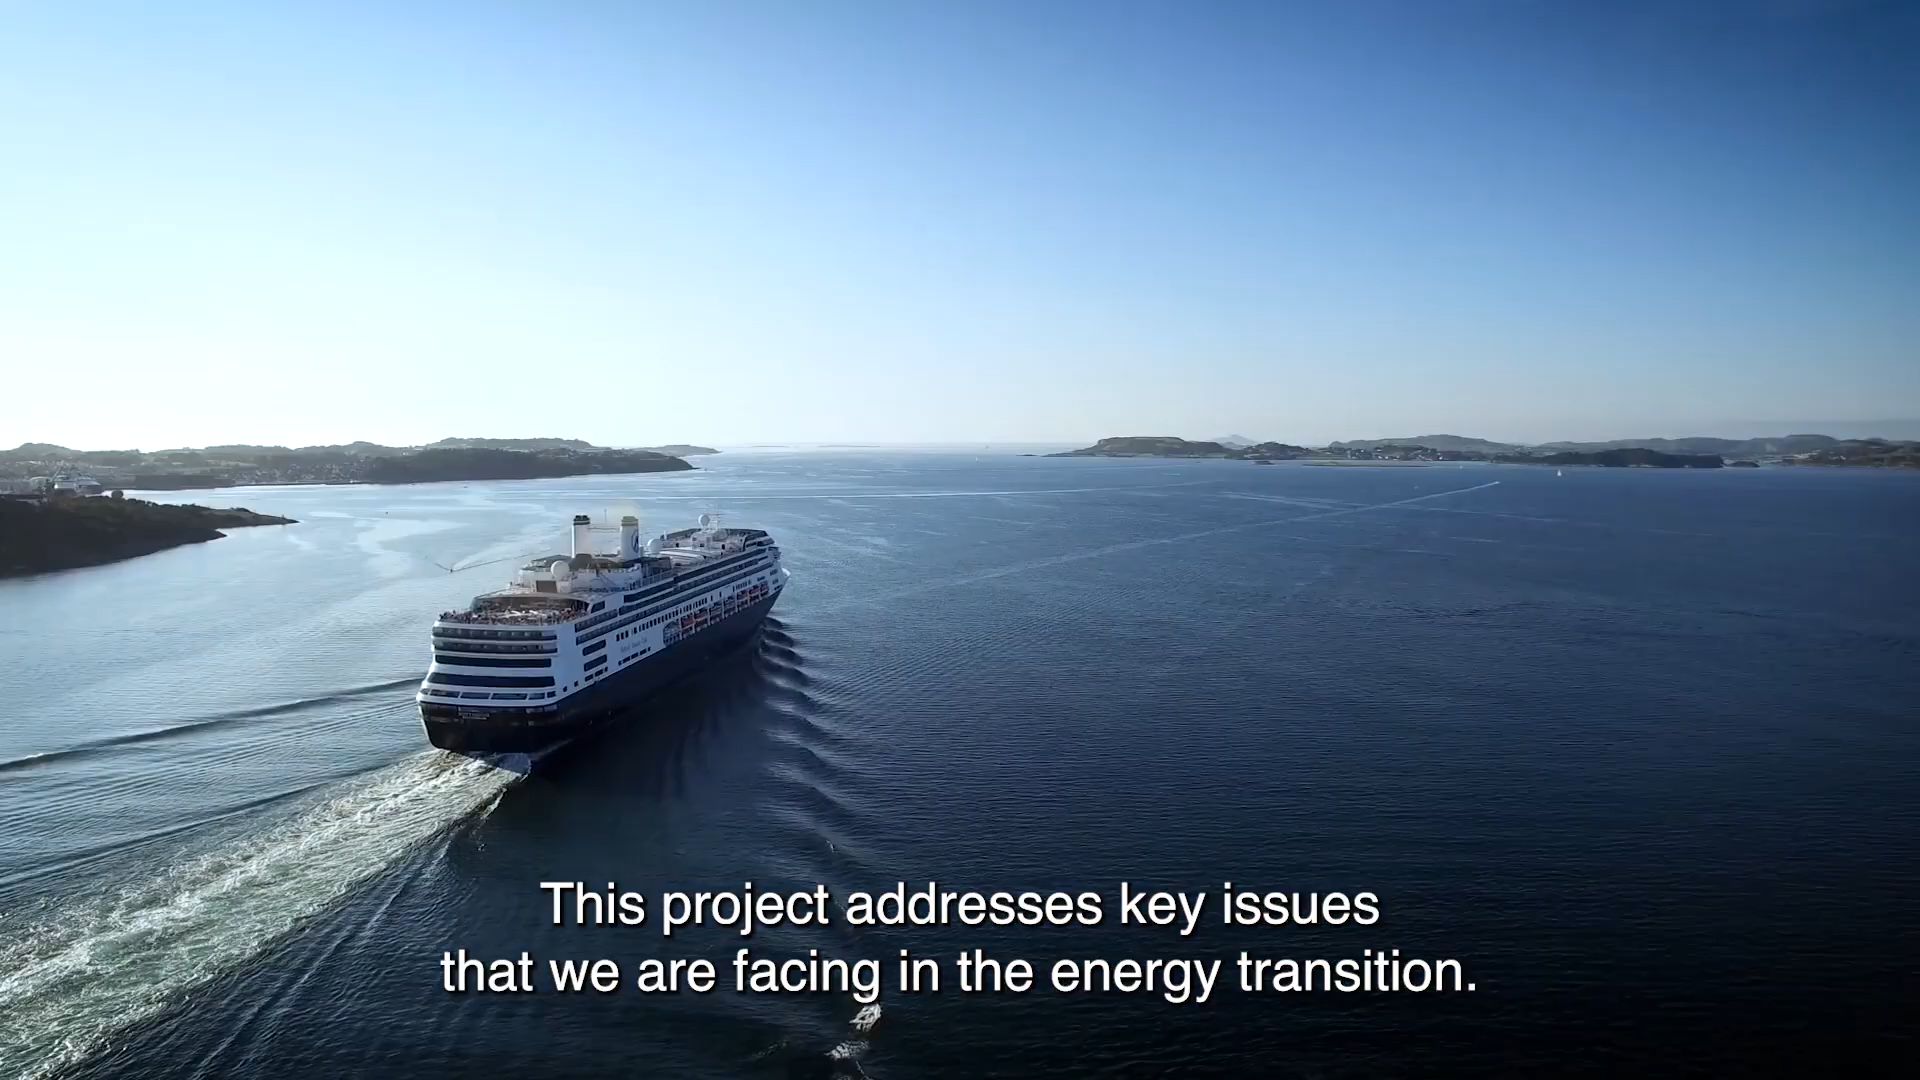 This project addresses key issues
that we are facing in the energy transition.